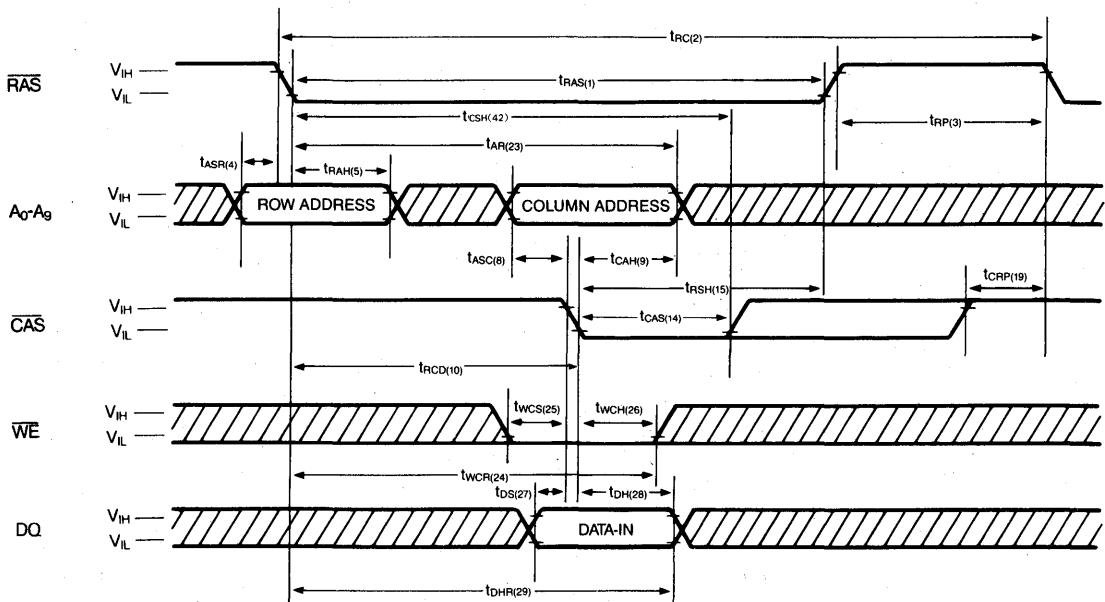 tRC(2)
VIH
RAS
VIL
tRAS(1)
tCSH(42)
tRP(3)
tAR(23)
tASR(4)
tRAH(5)
VIH
A0-A9
VIL
ROW ADDRESS
COLUMN ADDRESS
tASC(8)
tCAH(9)
tRSH(15)
tCRP(19)
VIH
CAS
VIL
tCAS(14)
tRCD(10)
VIH
WE
VIL
tWCS(25)
tWCH(26)
tWCR(24)
tDS(27)
tDH(28)
VIH
DQ
VIL
DATA-IN
tDHR(29)